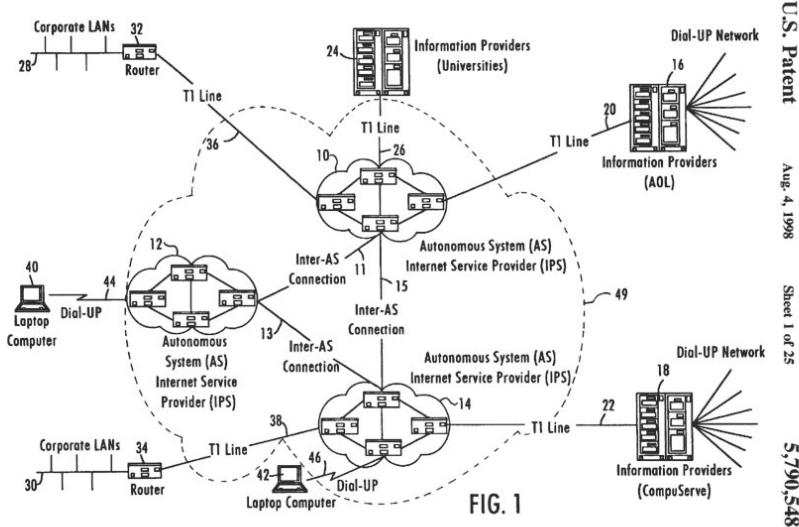 Corporate LANs
32
28
Router
T1 Line
36
24
Information Providers
(Universities)
T1 Line
26
10
Dial-UP Network
16
20
T1 Line
Information Providers
(AOL)
Autonomous System (AS)
Internet Service Provider (IPS)
Inter-AS
Connection
11
15
12
40
44
Laptop
Computer
Dial-UP
Autonomous
System (AS)
Internet Service
Provider (IPS)
13
Inter-AS
Connection
Inter-AS
Connection
49
Autonomous System (AS)
Internet Service Provider (IPS)
14
Dial-UP Network
18
22
T1 Line
Information Providers
(CompuServe)
Corporate LANs
34
30
Router
T1 Line
38
42
46
Laptop Computer
Dial-UP
FIG. 1
U.S. Patent
Aug. 4, 1998
Sheet 1 of 25
5,790,548